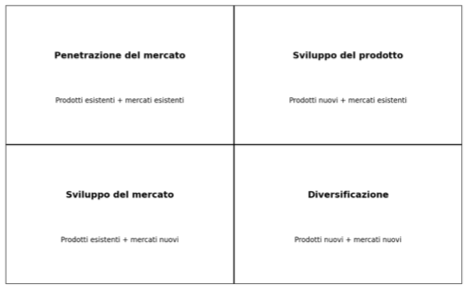 Penetrazione del mercato
Prodotti esistenti + mercati esistenti
Sviluppo del prodotto
Prodotti nuovi + mercati esistenti
Sviluppo del mercato
Prodotti esistenti + mercati nuovi
Diversificazione
Prodotti nuovi + mercati nuovi